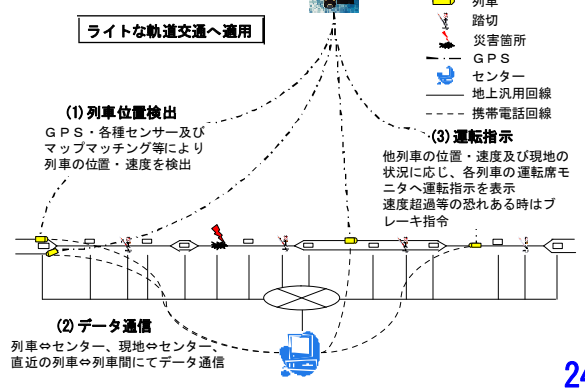 ライトな軌道交通へ適用
列車
踏切
災害箇所
GPS
センター
地上汎用回線
携帯電話回線
(1) 列車位置検出
GPS・各種センサー及び
マップマッチング等により
列車の位置・速度を検出
(3) 運転指示
他列車の位置・速度及び現地の
状況に応じ、各列車の運転席モ
ニタへ運転指示を表示
速度超過等の恐れある時はブ
レーキ指令
(2) データ通信
列車⇔センター、現地⇔センター、
直近の列車⇔列車間にてデータ通信
24